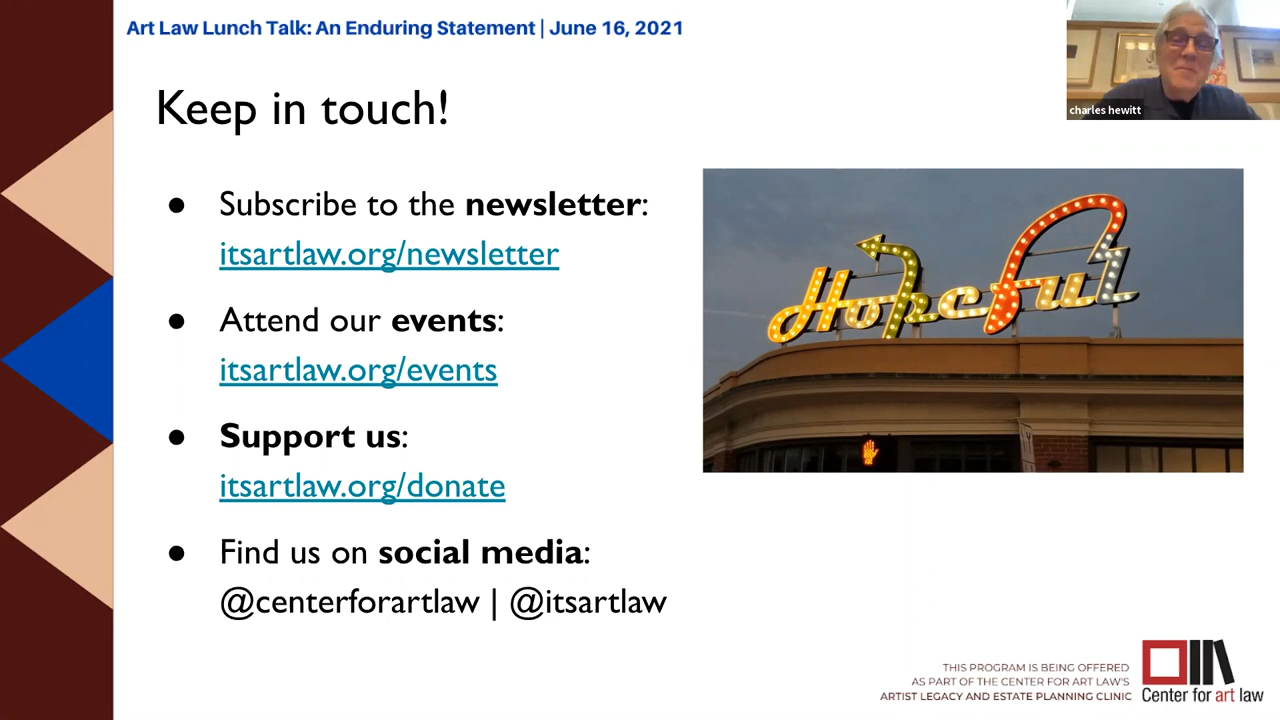 Art Law Lunch Talk: An Enduring Statement | June 16, 2021
charles hewitt
Keep in touch!
● Subscribe to the newsletter:
itsartlaw.org/newsletter
● Attend our events:
itsartlaw.org/events
● Support us:
itsartlaw.org/donate
● Find us on social media:
@centerforartlaw | @itsartlaw
Hopeful
THIS PROGRAM IS BEING OFFERED
AS PART OF THE CENTER FOR ART LAW'S
ARTIST LEGACY AND ESTATE PLANNING CLINIC
Center for art law